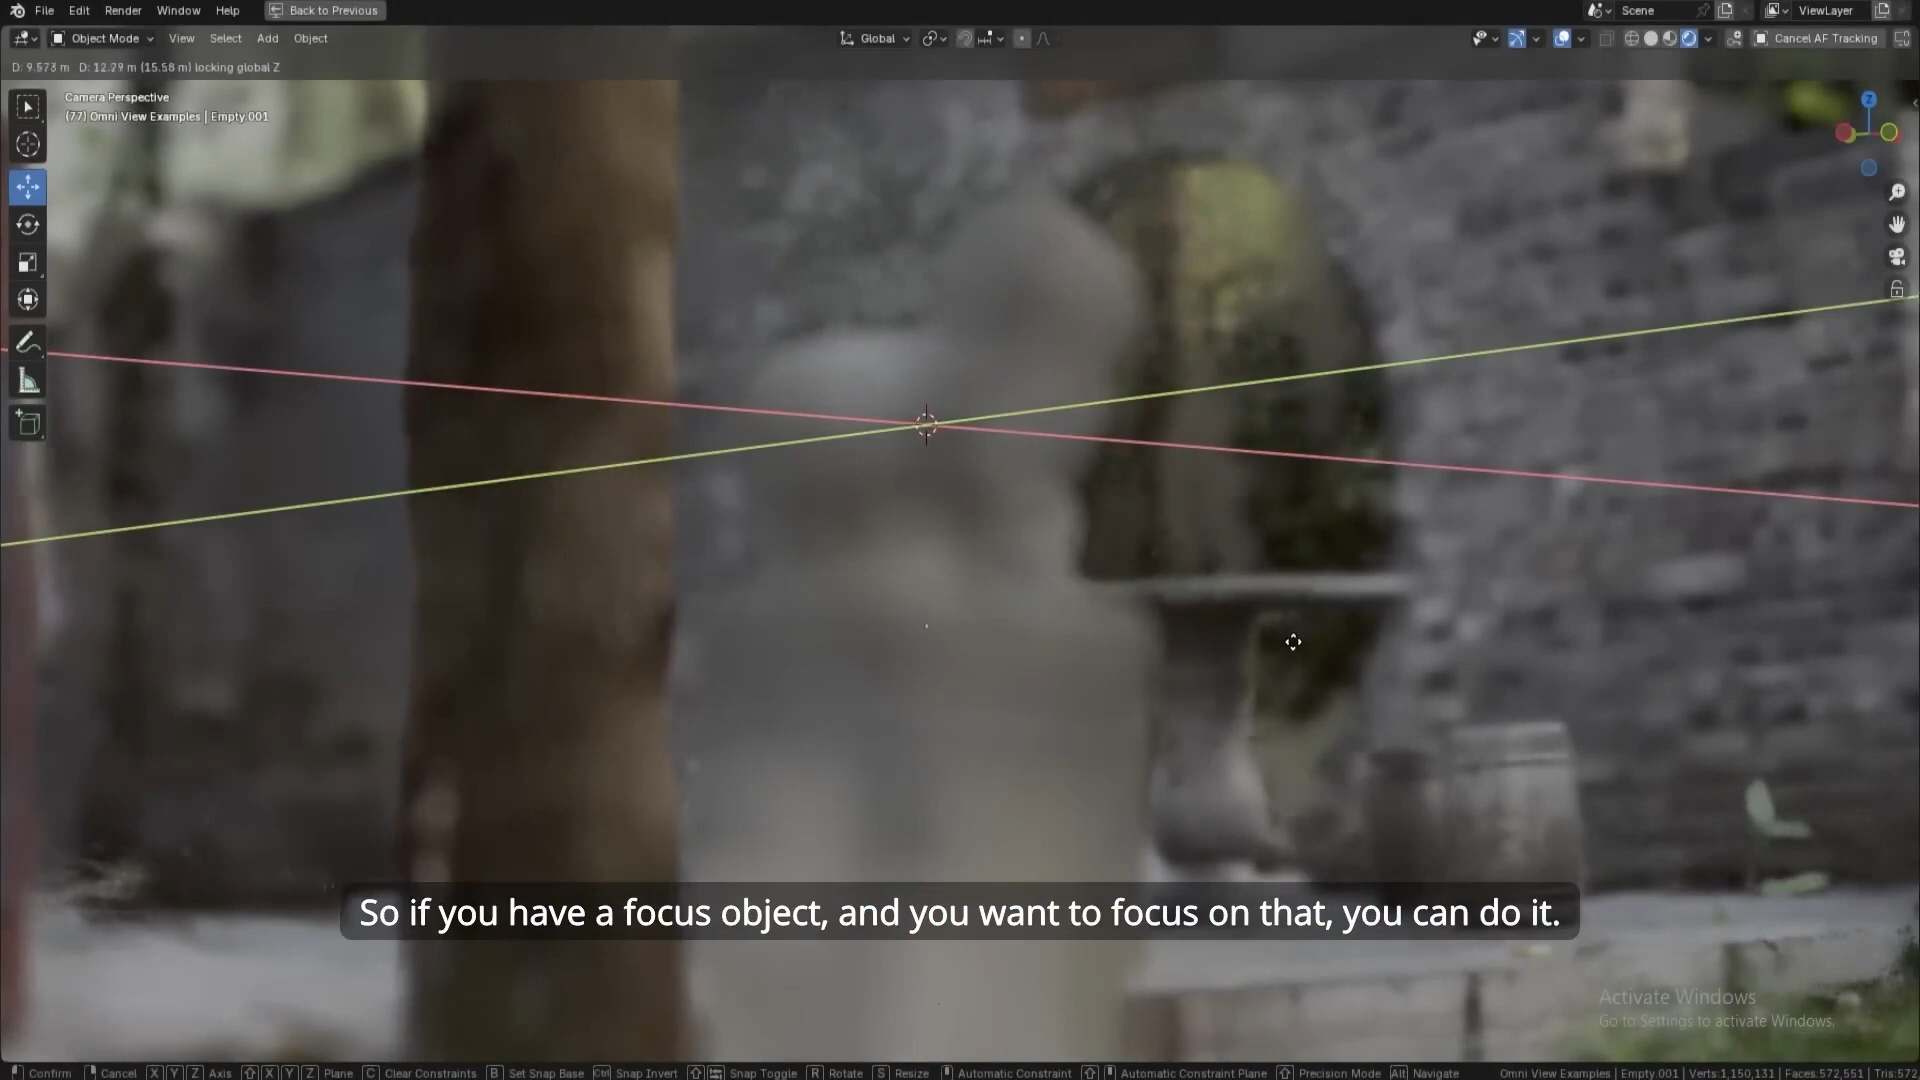 File Edit Render Window Help Back to Previous Scene ViewLayer
Object Mode View Select Add Object Global Cancel AF Tracking
D: 9.573 m D: 12.29 m (15.58 m) locking global Z
Camera Perspective
(77) Omni View Examples | Empty.001
Z
So if you have a focus object, and you want to focus on that, you can do it.
Activate Windows
Go to Settings to activate Windows.
Confirm Cancel X Y Z Axis X Y Z Plane C Clear Constraints B Set Snap Base Ctrl Snap Invert Snap Toggle R Rotate S Resize Automatic Constraint Automatic Constraint Plane Precision Mode Alt Navigate Omni View Examples | Empty.001 | Verts:1,150,131 | Faces:572,551 | Tris:572